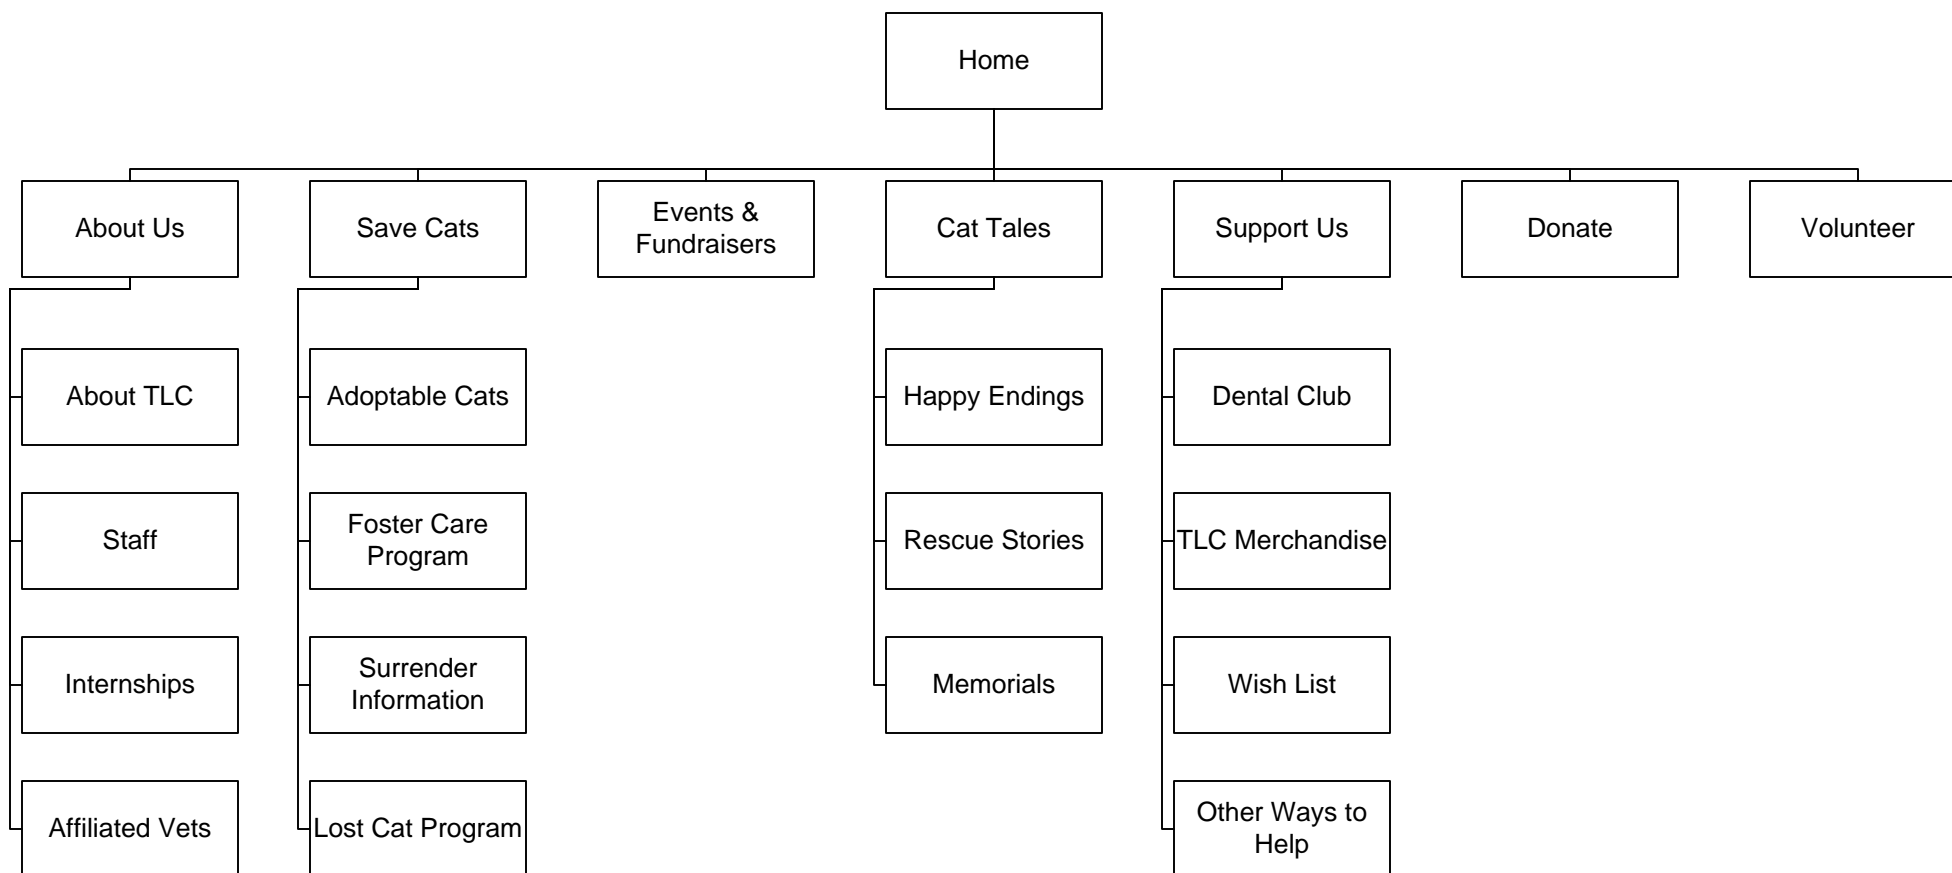 Home
About Us
Save Cats
Events &
Fundraisers
Cat Tales
Support Us
Donate
Volunteer
About TLC
Adoptable Cats
Happy Endings
Dental Club
Staff
Foster Care
Program
Rescue Stories
TLC Merchandise
Internships
Surrender
Information
Memorials
Wish List
Affiliated Vets
Lost Cat Program
Other Ways to
Help